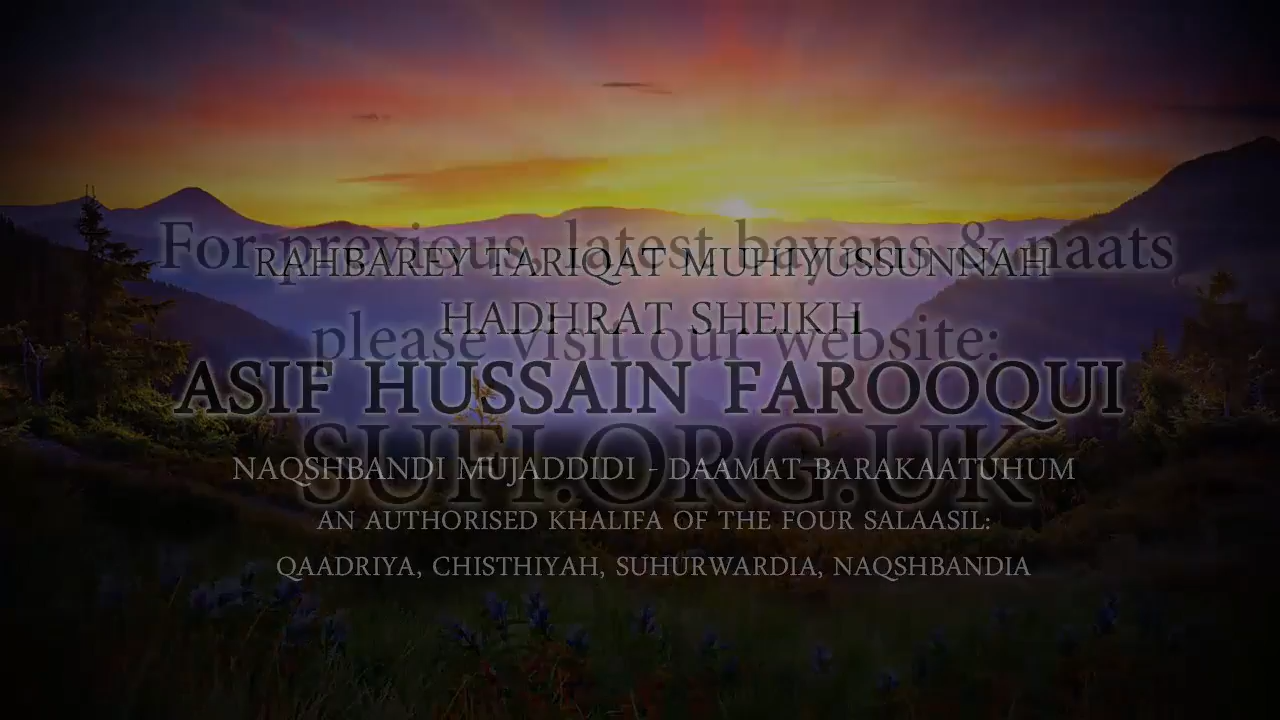 For previous, latest bayans & naats
RAHBAREY TARIQAT MUHIYUSSUNNAH
HADHRAT SHEIKH
please visit our website:
ASIF HUSSAIN FAROOQUI
SUFI.ORG.UK
NAQSHBANDI MUJADDIDI - DAAMAT BARAKAATUHUM
AN AUTHORISED KHALIFA OF THE FOUR SALAASIL:
QAADRIYA, CHISTHIYAH, SUHURWARDIA, NAQSHBANDIA